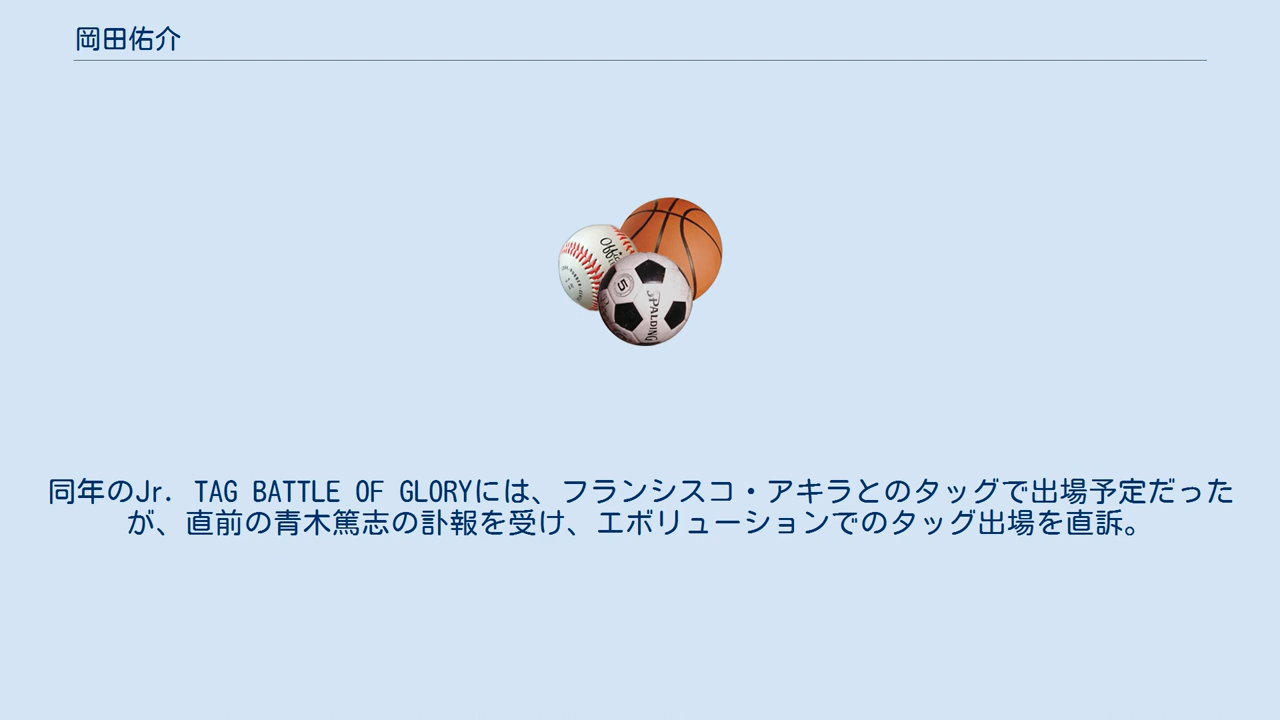 岡田佑介
Offi
5
SPALDING
同年のJr. TAG BATTLE OF GLORYには、フランシスコ・アキラとのタッグで出場予定だった
が、直前の青木篤志の訃報を受け、エボリューションでのタッグ出場を直訴。